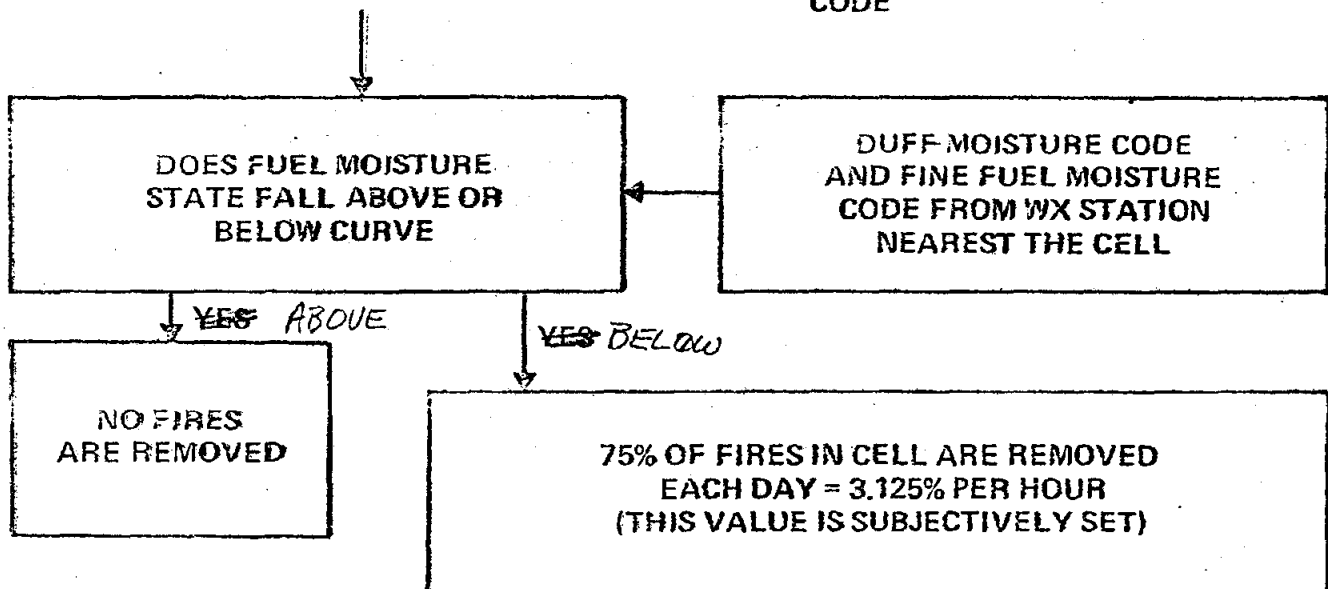 CODE
DOES FUEL MOISTURE
STATE FALL ABOVE OR
BELOW CURVE
DUFF MOISTURE CODE
AND FINE FUEL MOISTURE
CODE FROM WX STATION
NEAREST THE CELL
YES ABOVE
YES BELOW
NO FIRES
ARE REMOVED
75% OF FIRES IN CELL ARE REMOVED
EACH DAY = 3.125% PER HOUR
(THIS VALUE IS SUBJECTIVELY SET)